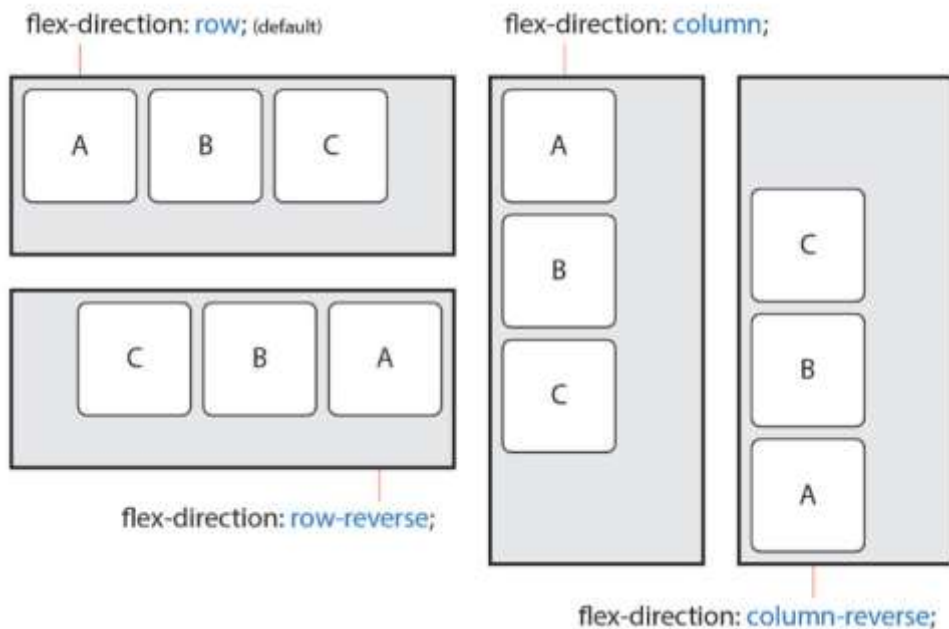 flex-direction: row; (default)
A B C
C B A
flex-direction: row-reverse;
flex-direction: column;
A
B
C
C
B
A
flex-direction: column-reverse;